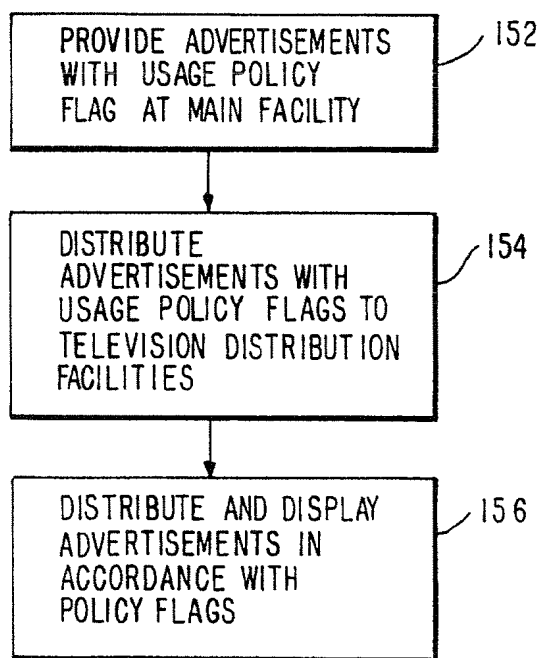 PROVIDE ADVERTISEMENTS
WITH USAGE POLICY
FLAG AT MAIN FACILITY
152
DISTRIBUTE
ADVERTISEMENTS WITH
USAGE POLICY FLAGS TO
TELEVISION DISTRIBUTION
FACILITIES
154
DISTRIBUTE AND DISPLAY
ADVERTISEMENTS IN
ACCORDANCE WITH
POLICY FLAGS
156